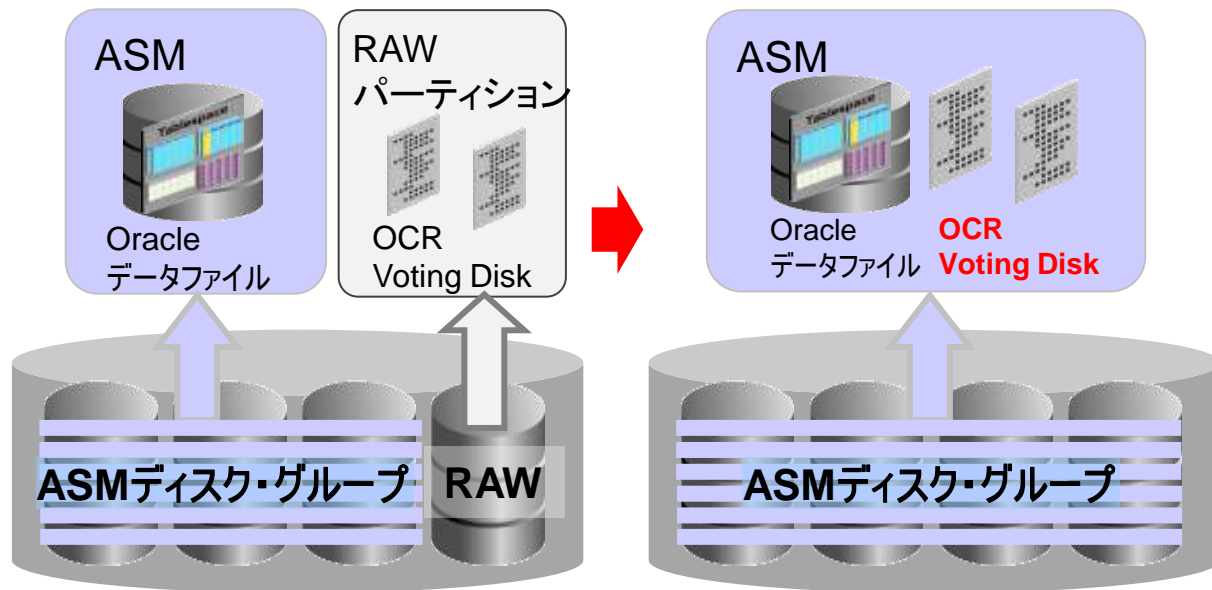 ASM
Tablespace
Oracle
データファイル
RAW
パーティション
OCR
Voting Disk
ASM
Tablespace
Oracle
データファイル
OCR
Voting Disk
ASMディスク・グループ
RAW
ASMディスク・グループ